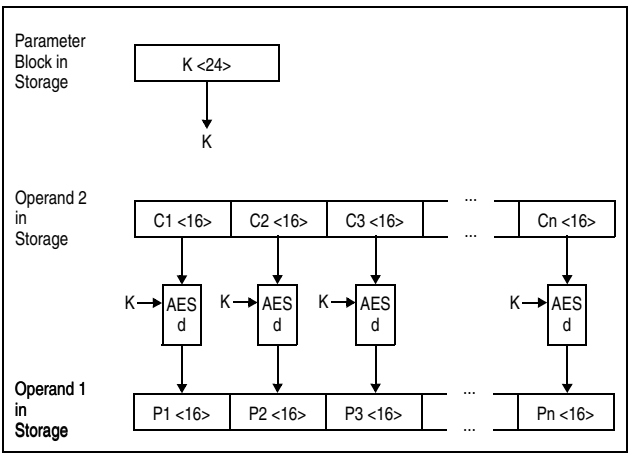 Parameter
Block in
Storage
K <24>
K
Operand 2
in
Storage
...
C1 <16> C2 <16> C3 <16> Cn <16>
...
K AES d K AES d K AES d K AES d
Operand 1
in
Storage
...
P1 <16> P2 <16> P3 <16> Pn <16>
...